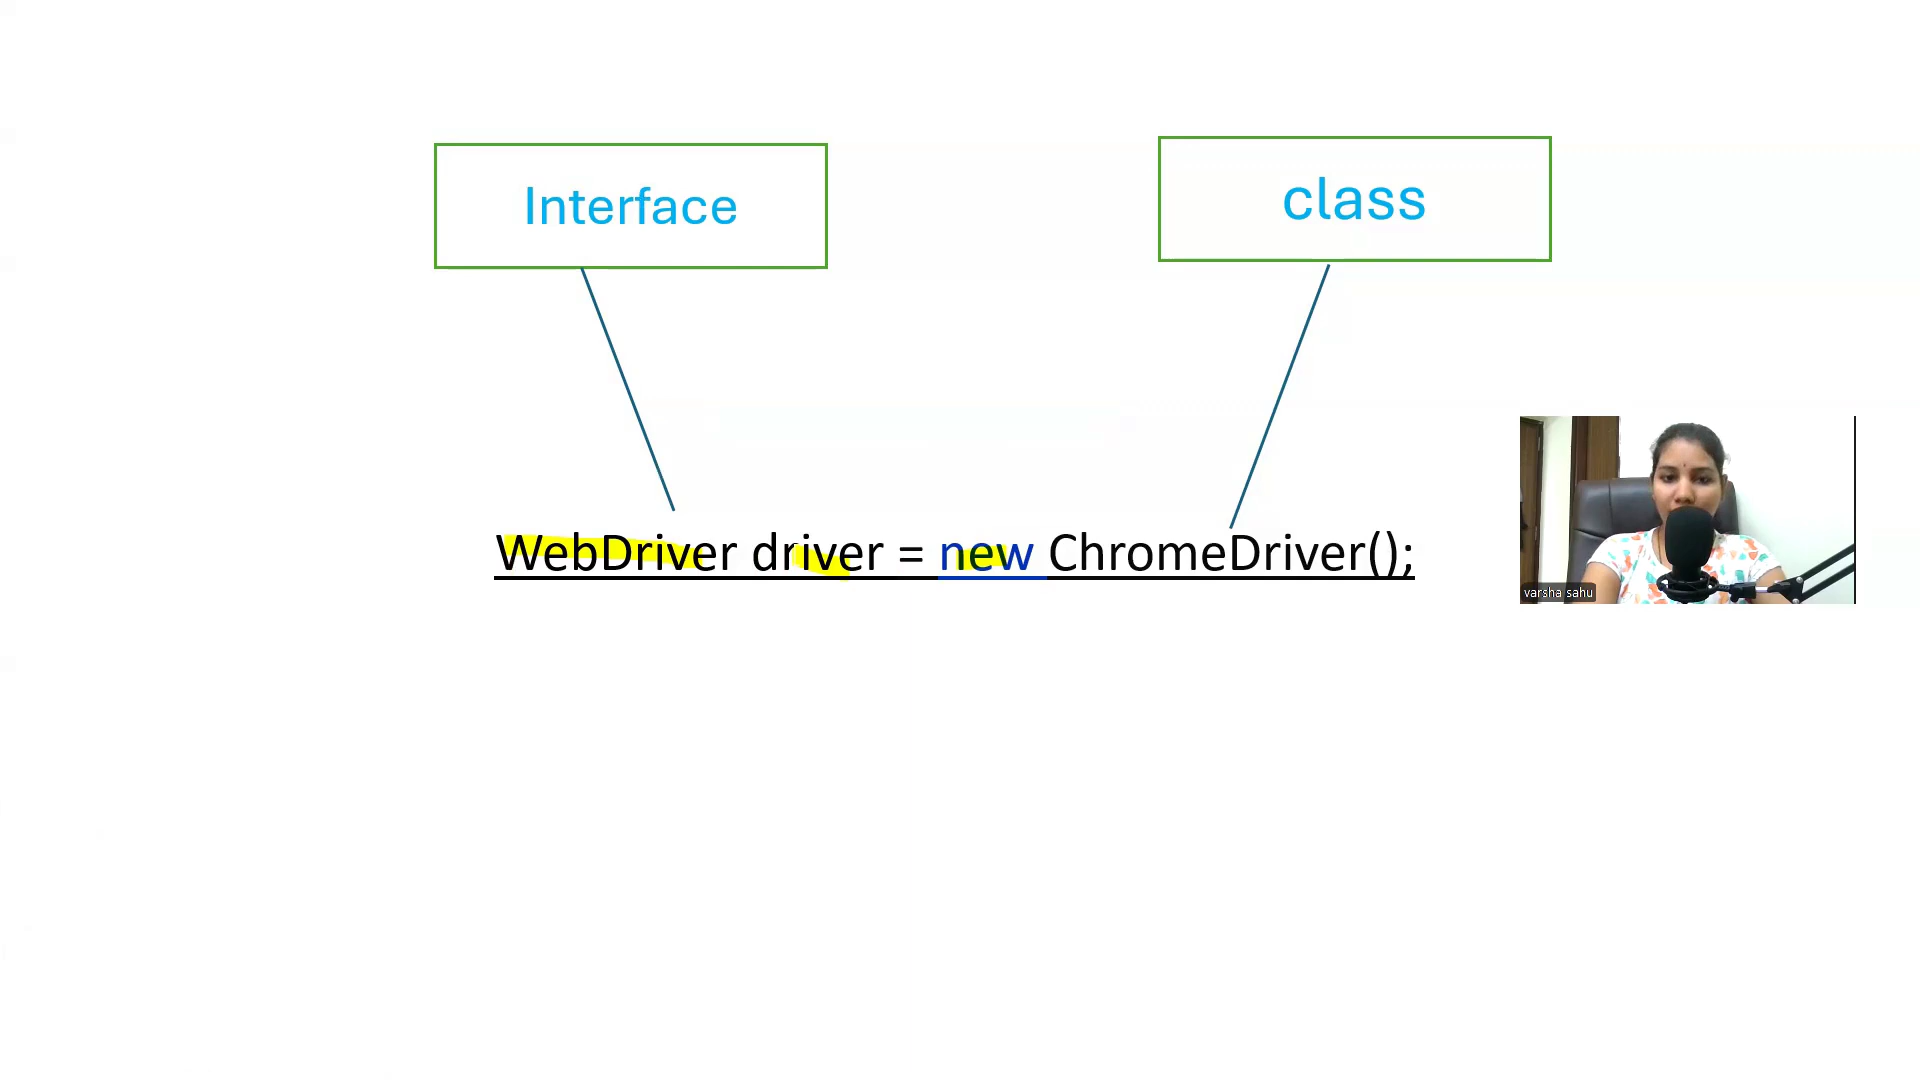 Interface
class
WebDriver driver = new ChromeDriver();
varsha sahu